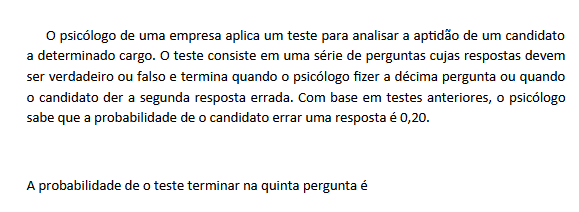 O psicólogo de uma empresa aplica um teste para analisar a aptidão de um candidato
a determinado cargo. O teste consiste em uma série de perguntas cujas respostas devem
ser verdadeiro ou falso e termina quando o psicólogo fizer a décima pergunta ou quando
o candidato der a segunda resposta errada. Com base em testes anteriores, o psicólogo
sabe que a probabilidade de o candidato errar uma resposta é 0,20.
A probabilidade de o teste terminar na quinta pergunta é